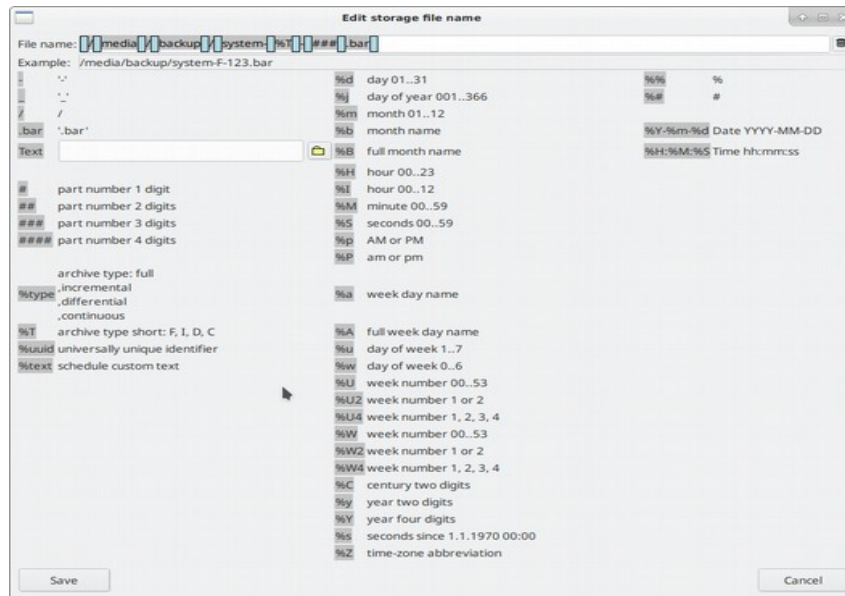 Edit storage file name
File name: / media / backup / system- %T - ### .bar
Example: /media/backup/system-F-123.bar
- '-'
_ '_'
/ /
.bar '.bar'
Text
# part number 1 digit
## part number 2 digits
### part number 3 digits
#### part number 4 digits
archive type: full
,incremental
%type ,differential
,continuous
%T archive type short: F, I, D, C
%uuid universally unique identifier
%text schedule custom text
%d day 01..31
%j day of year 001..366
%m month 01..12
%b month name
%B full month name
%H hour 00..23
%I hour 00..12
%M minute 00..59
%S seconds 00..59
%p AM or PM
%P am or pm
%a week day name
%A full week day name
%u day of week 1..7
%w day of week 0..6
%U week number 00..53
%U2 week number 1 or 2
%U4 week number 1, 2, 3, 4
%W week number 00..53
%W2 week number 1 or 2
%W4 week number 1, 2, 3, 4
%C century two digits
%y year two digits
%Y year four digits
%s seconds since 1.1.1970 00:00
%Z time-zone abbreviation
%% %
%# #
%Y-%m-%d Date YYYY-MM-DD
%H:%M:%S Time hh:mm:ss
Save
Cancel